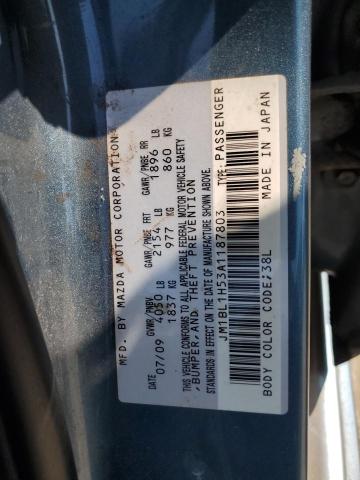 MFD. BY MAZDA MOTOR CORPORATION
DATE GVWR/PNBV GAWR/PNBE FRT GAWR/PNBE RR
07/09 4050 LB 2154 LB 1896 LB
1837 KG 977 KG 860 KG
THIS VEHICLE CONFORMS TO ALL APPLICABLE FEDERAL MOTOR VEHICLE SAFETY
,BUMPER, AND THEFT PREVENTION
STANDARDS IN EFFECT ON THE DATE OF MANUFACTURE SHOWN ABOVE.
JM1BL1H53A1187803 TYPE: PASSENGER
BODY COLOR CODE:38L MADE IN JAPAN